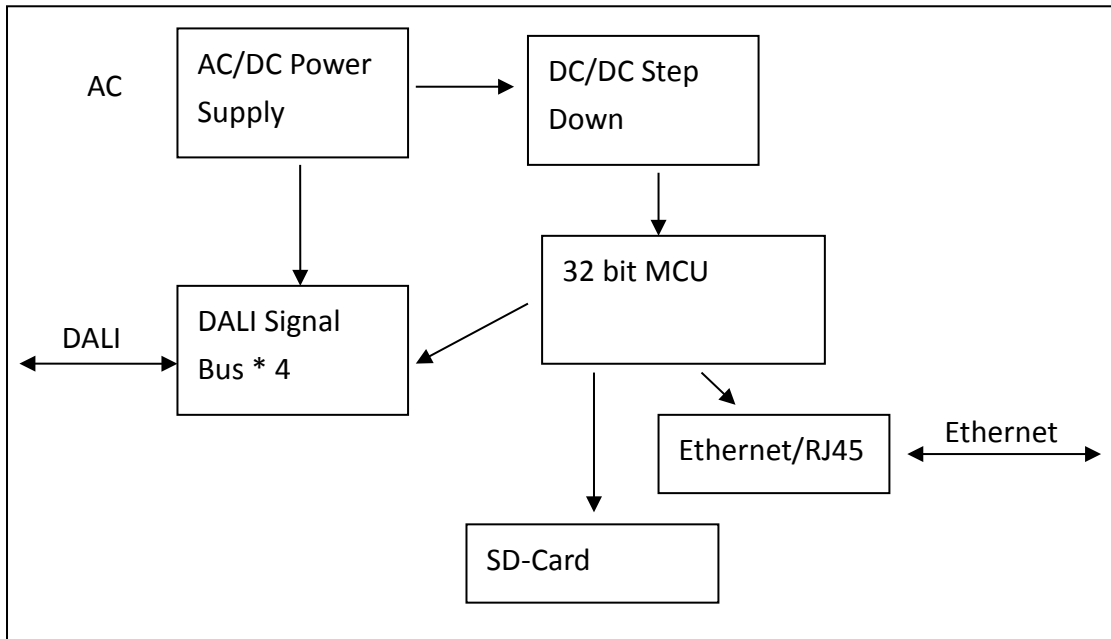 AC
AC/DC Power
Supply
DC/DC Step
Down
32 bit MCU
DALI
DALI Signal
Bus * 4
Ethernet/RJ45
Ethernet
SD-Card